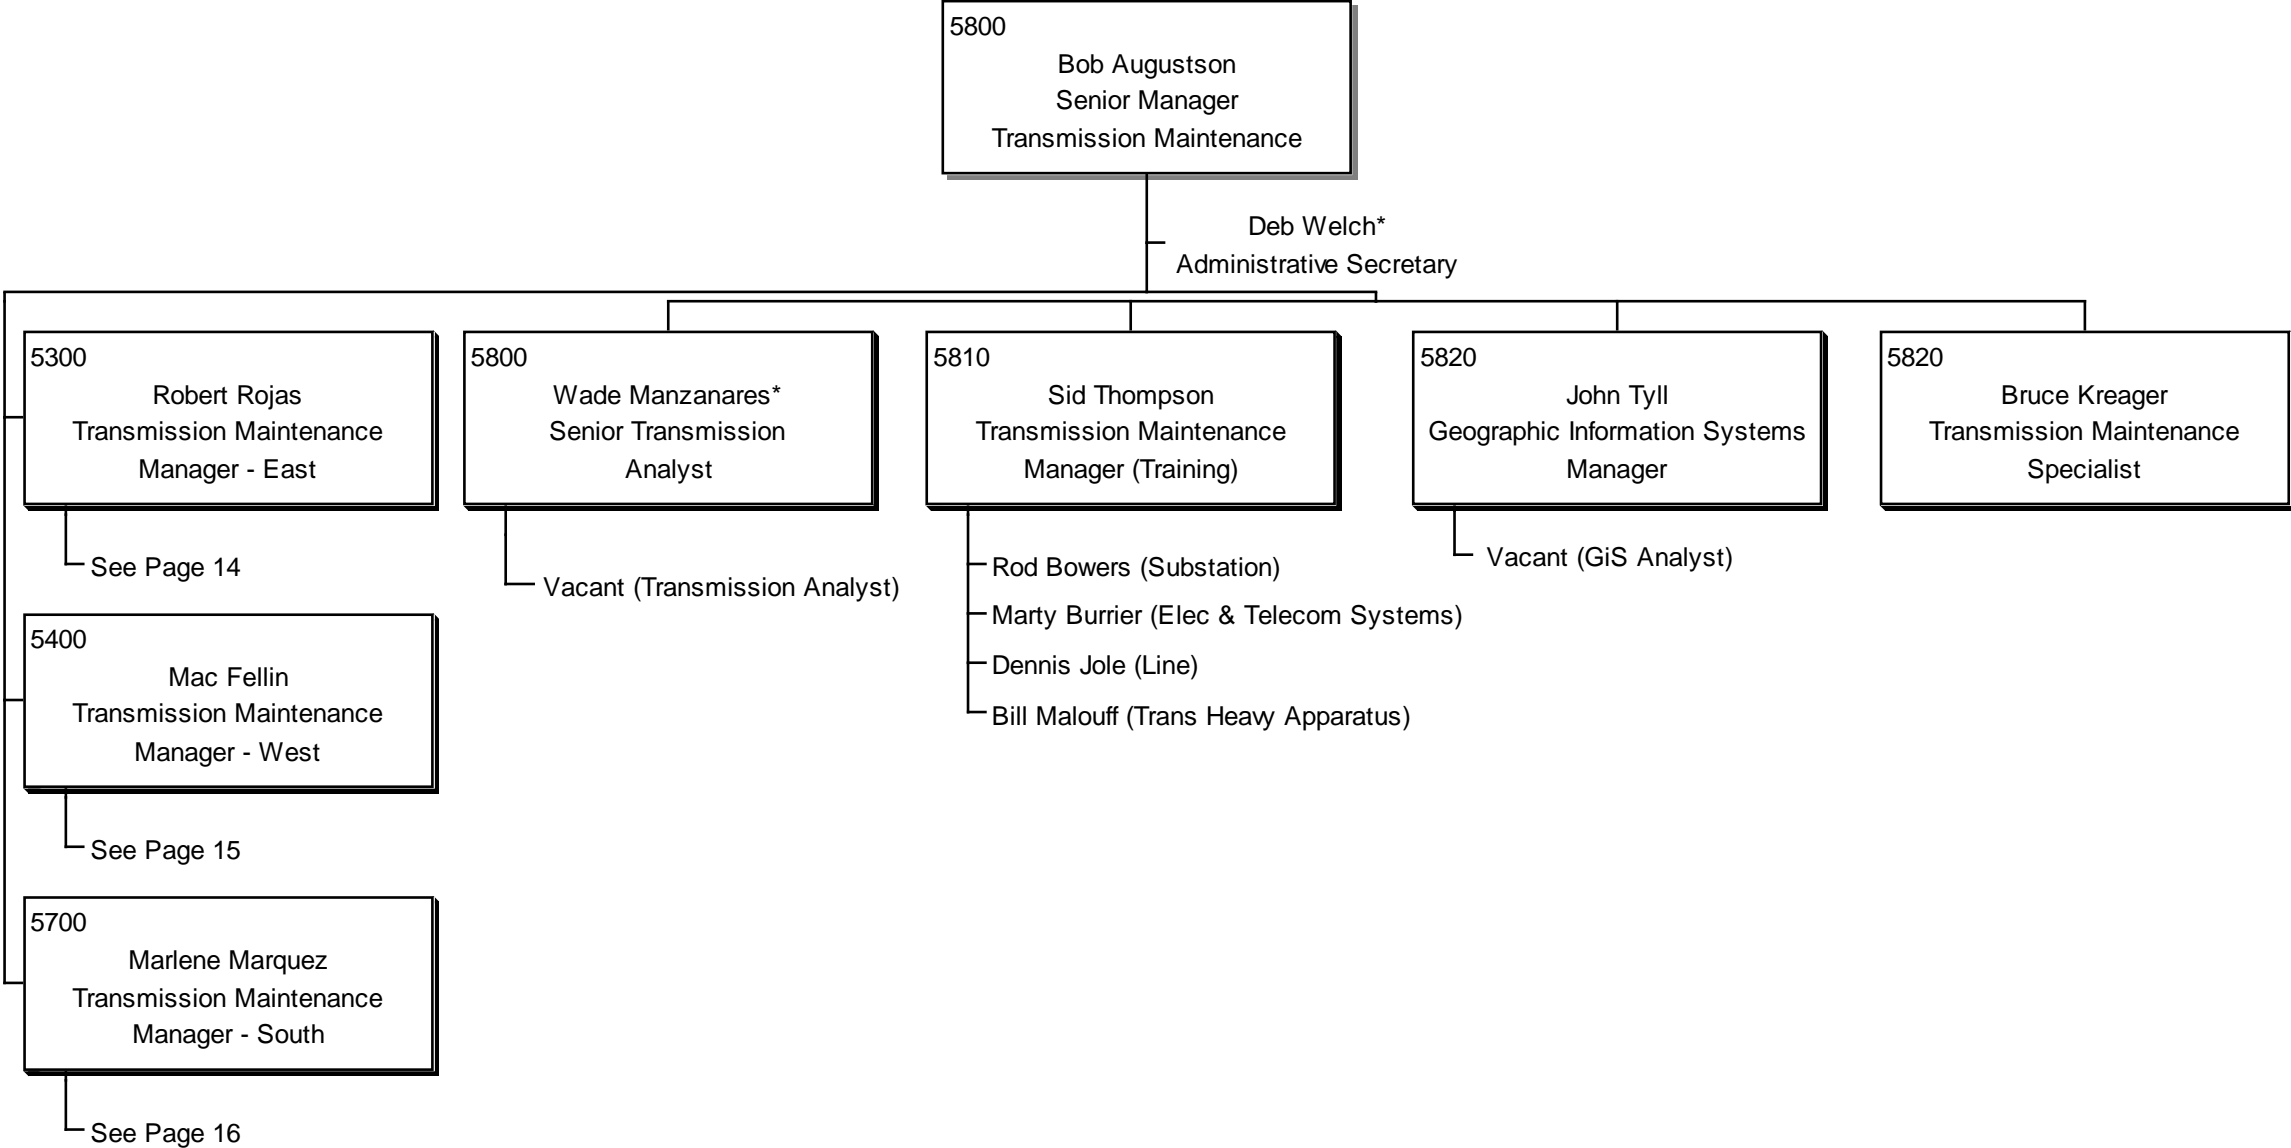 5800
Bob Augustson
Senior Manager
Transmission Maintenance
Deb Welch*
Administrative Secretary
5300
Robert Rojas
Transmission Maintenance
Manager - East
See Page 14
5400
Mac Fellin
Transmission Maintenance
Manager - West
See Page 15
5700
Marlene Marquez
Transmission Maintenance
Manager - South
See Page 16
5800
Wade Manzanares*
Senior Transmission
Analyst
Vacant (Transmission Analyst)
5810
Sid Thompson
Transmission Maintenance
Manager (Training)
Rod Bowers (Substation)
Marty Burrier (Elec & Telecom Systems)
Dennis Jole (Line)
Bill Malouff (Trans Heavy Apparatus)
5820
John Tyll
Geographic Information Systems
Manager
Vacant (GiS Analyst)
5820
Bruce Kreager
Transmission Maintenance
Specialist